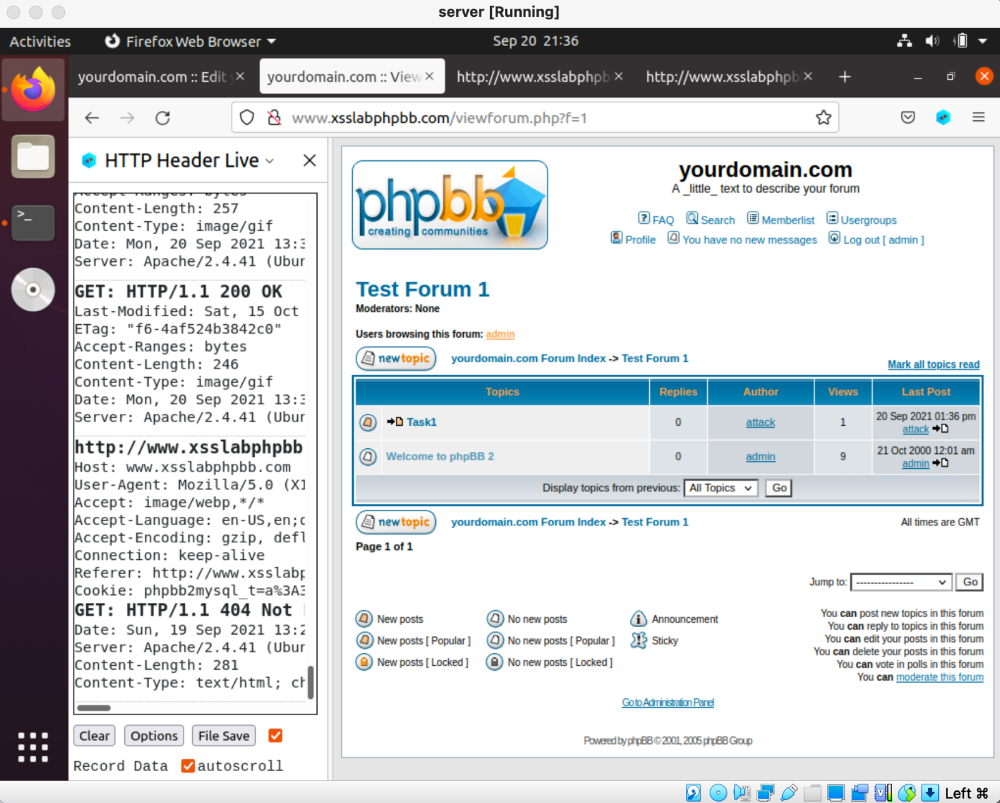 server [Running]
Activities
Firefox Web Browser
Sep 20 21:36
yourdomain.com :: Edit
yourdomain.com :: View
http://www.xsslabphpb
http://www.xsslabphpb
www.xsslabphpbb.com/viewforum.php?f=1
HTTP Header Live
Accept-Ranges: bytes
Content-Length: 257
Content-Type: image/gif
Date: Mon, 20 Sep 2021 13:3
Server: Apache/2.4.41 (Ubun
GET: HTTP/1.1 200 OK
Last-Modified: Sat, 15 Oct
ETag: "f6-4af524b3842c0"
Accept-Ranges: bytes
Content-Length: 246
Content-Type: image/gif
Date: Mon, 20 Sep 2021 13:3
Server: Apache/2.4.41 (Ubun
http://www.xsslabphpbb
Host: www.xsslabphpbb.com
User-Agent: Mozilla/5.0 (X1
Accept: image/webp,*/*
Accept-Language: en-US,en;q
Accept-Encoding: gzip, defl
Connection: keep-alive
Referer: http://www.xsslabp
Cookie: phpbb2mysql_t=a%3A3
GET: HTTP/1.1 404 Not
Date: Sun, 19 Sep 2021 13:2
Server: Apache/2.4.41 (Ubun
Content-Length: 281
Content-Type: text/html; ch
Clear
Options
File Save
Record Data
autoscroll
phpbb
creating communities
yourdomain.com
A _little_ text to describe your forum
FAQ Search Memberlist Usergroups
Profile You have no new messages Log out [ admin ]
Test Forum 1
Moderators: None
Users browsing this forum: admin
newtopic yourdomain.com Forum Index -> Test Forum 1
Mark all topics read
Topics Replies Author Views Last Post
Task1 0 attack 1 20 Sep 2021 01:36 pm
attack
Welcome to phpBB 2 0 admin 9 21 Oct 2000 12:01 am
admin
Display topics from previous: All Topics Go
newtopic yourdomain.com Forum Index -> Test Forum 1 All times are GMT
Page 1 of 1
Jump to: ---------------- Go
New posts No new posts Announcement
New posts [ Popular ] No new posts [ Popular ] Sticky
New posts [ Locked ] No new posts [ Locked ]
You can post new topics in this forum
You can reply to topics in this forum
You can edit your posts in this forum
You can delete your posts in this forum
You can vote in polls in this forum
You can moderate this forum
Go to Administration Panel
Powered by phpBB © 2001, 2005 phpBB Group
Left ⌘